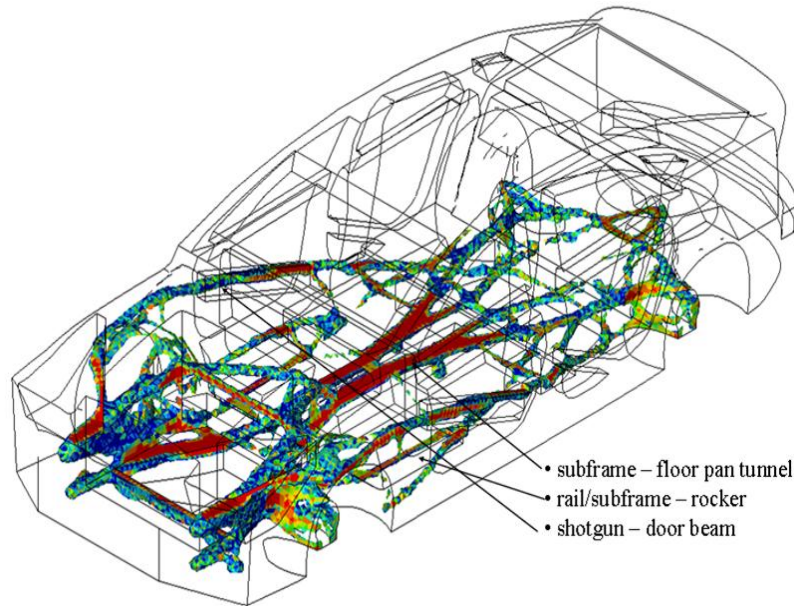 • subframe – floor pan tunnel
• rail/subframe – rocker
• shotgun – door beam